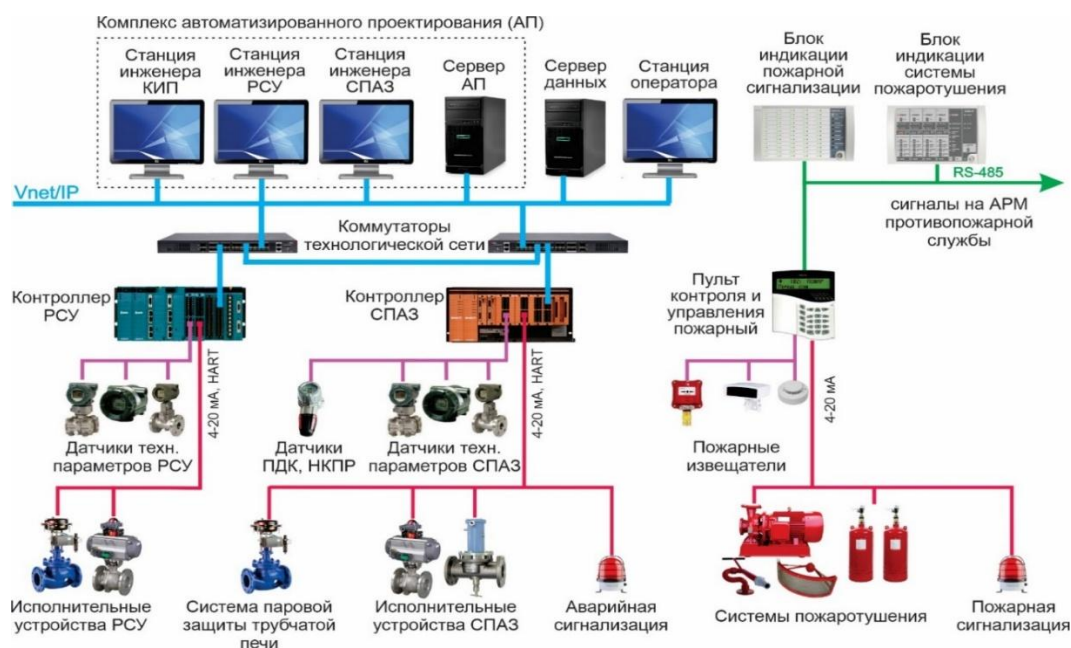 Комплекс автоматизированного проектирования (АП)
Станция
инженера
КИП
Станция
инженера
РСУ
Станция
инженера
СПАЗ
Сервер
АП
Сервер
данных
Станция
оператора
Блок
индикации
пожарной
сигнализации
Блок
индикации
системы
пожаротушения
Vnet/IP
RS-485
сигналы на АРМ
противопожарной
службы
Коммутаторы
технологической сети
Контроллер
РСУ
Контроллер
СПАЗ
Пульт
контроля и
управления
пожарный
4-20 мА, HART
4-20 мА, HART
4-20 мА
Датчики техн.
параметров РСУ
Датчики
ПДК, НКПР
Датчики техн.
параметров СПАЗ
Пожарные
извещатели
Исполнительные
устройства РСУ
Система паровой
защиты трубчатой
печи
Исполнительные
устройства СПАЗ
Аварийная
сигнализация
Системы пожаротушения
Пожарная
сигнализация